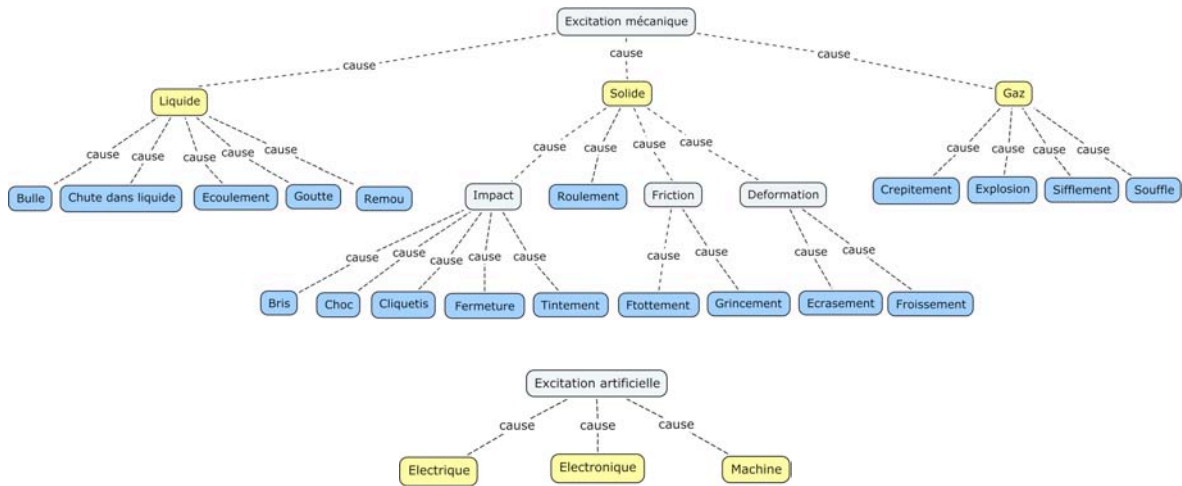 Excitation mécanique
cause cause cause
Liquide Solide Gaz
cause cause cause cause cause cause cause cause cause cause cause cause cause
Bulle Chute dans liquide Ecoulement Goutte Remou Impact Roulement Friction Deformation Crepitement Explosion Sifflement Souffle
cause cause cause cause cause cause cause cause cause
Bris Choc Cliquetis Fermeture Tintement Ftottement Grincement Ecrasement Froissement
Excitation artificielle
cause cause cause
Electrique Electronique Machine